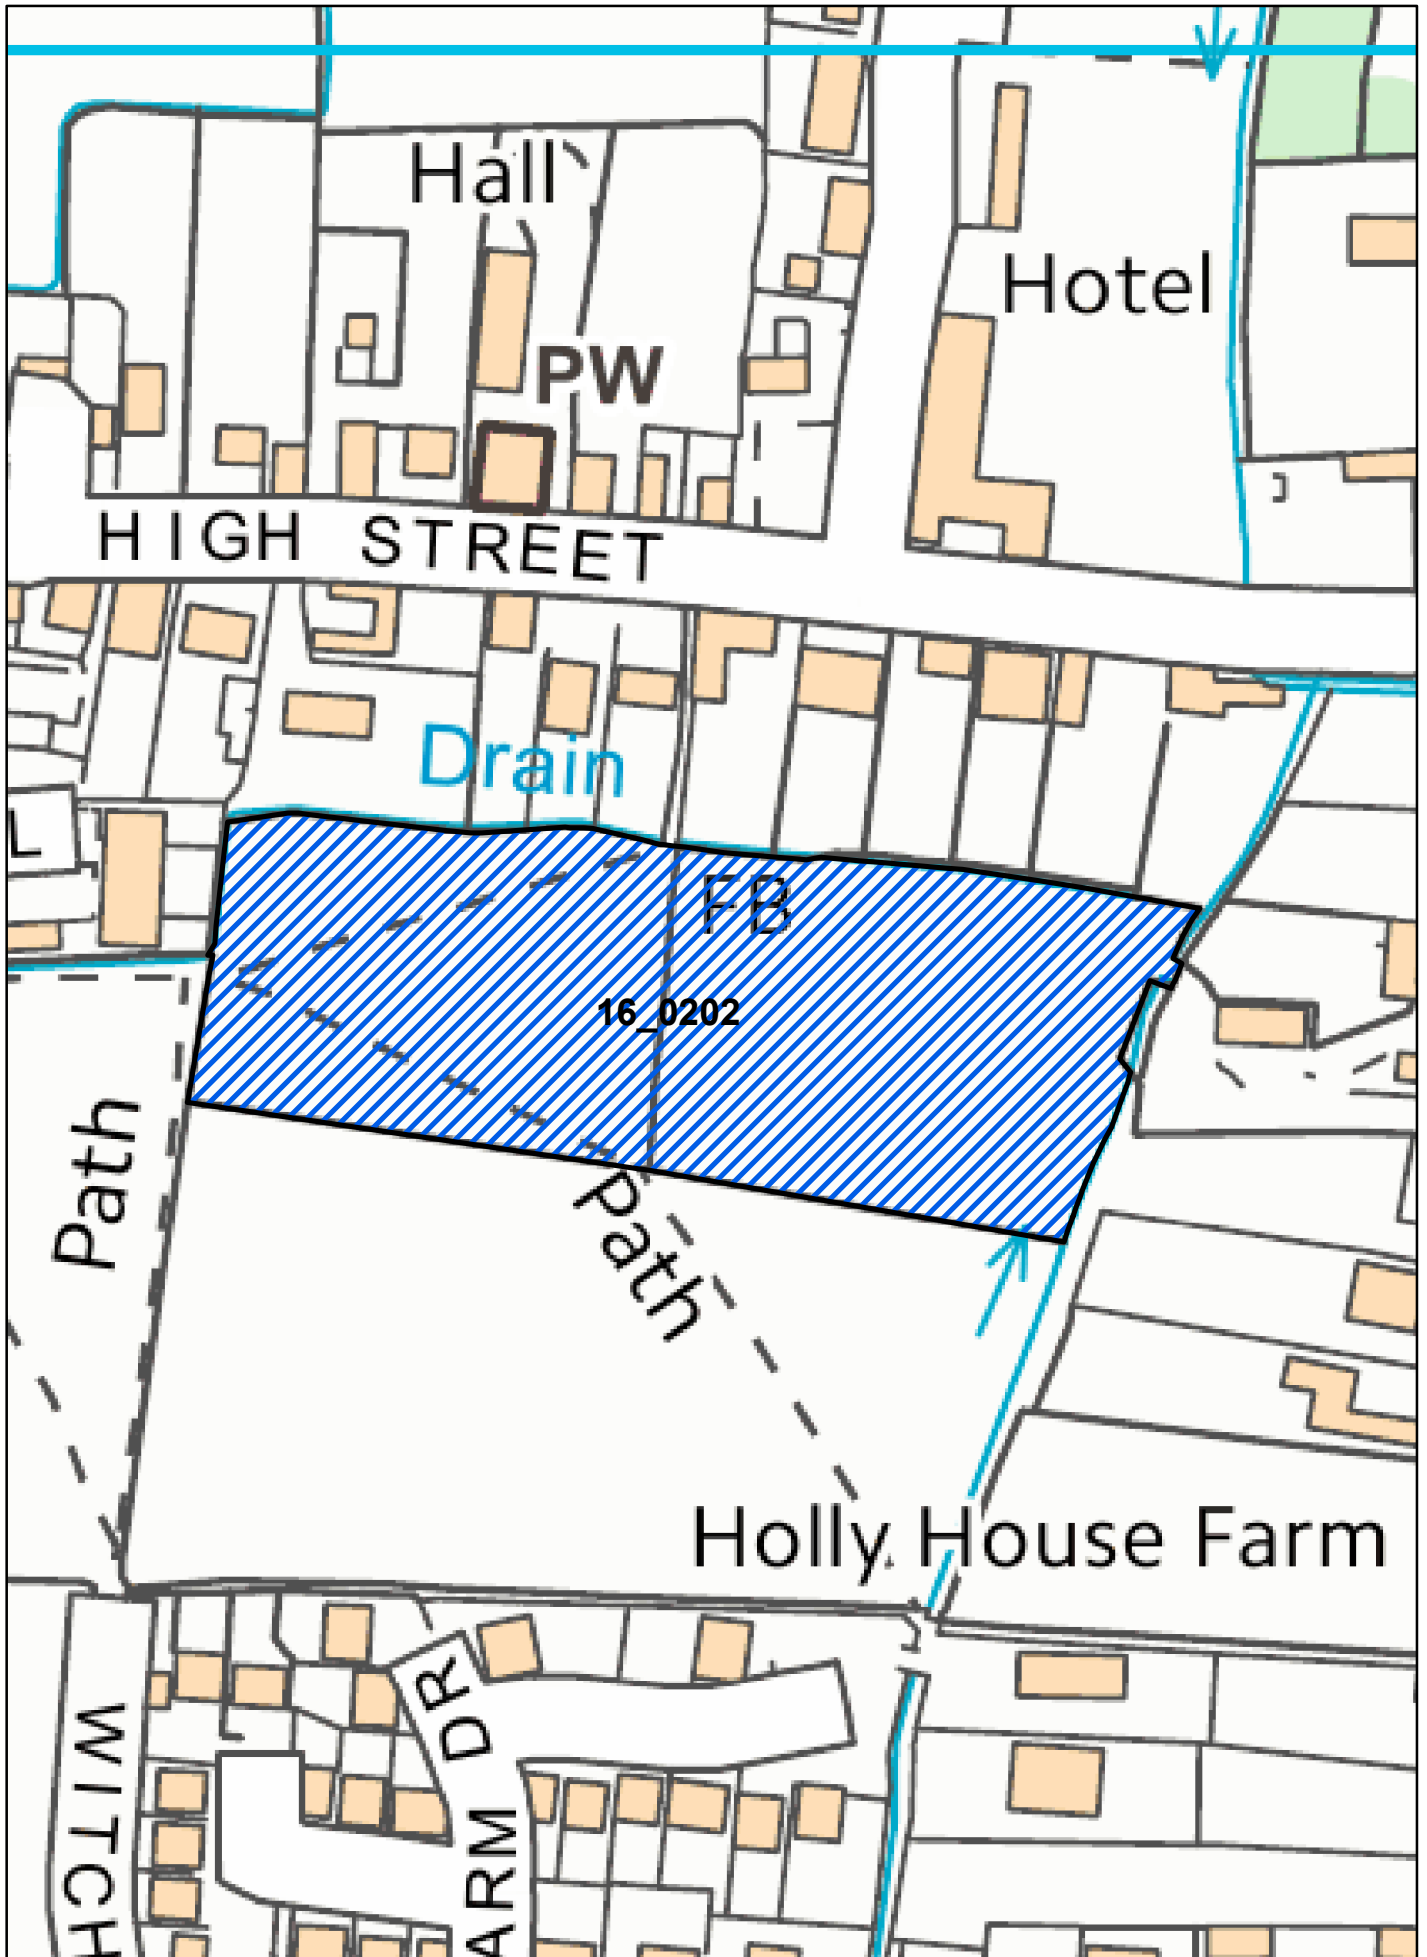 Hall
Hotel
PW
HIGH STREET
Drain
L
FB
16_0202
Path
Path
Holly House Farm
DR
WITCH
ARM